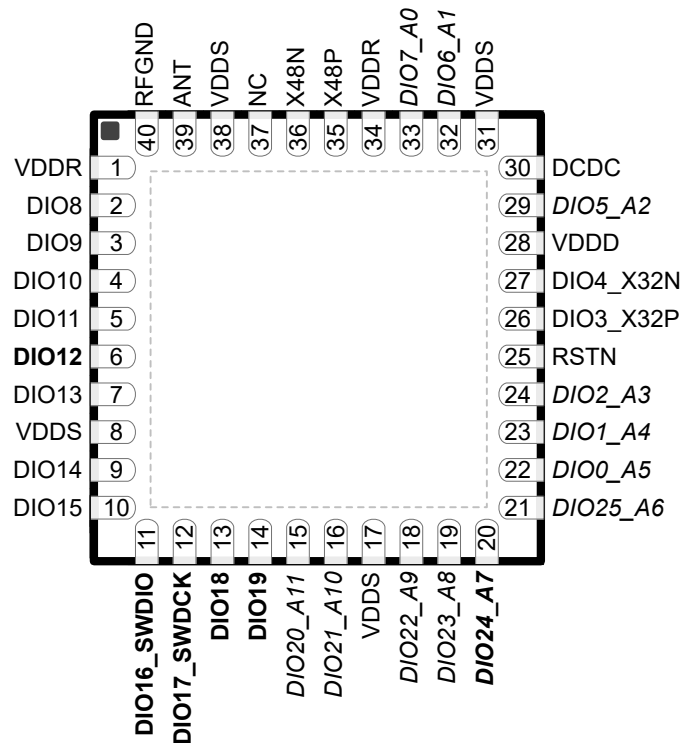 RFGND
ANT
VDDS
NC
X48N
X48P
VDDR
DIO7_A0
DIO6_A1
VDDS
40
39
38
37
36
35
34
33
32
31
VDDR 1
DIO8 2
DIO9 3
DIO10 4
DIO11 5
DIO12 6
DIO13 7
VDDS 8
DIO14 9
DIO15 10
30 DCDC
29 DIO5_A2
28 VDDD
27 DIO4_X32N
26 DIO3_X32P
25 RSTN
24 DIO2_A3
23 DIO1_A4
22 DIO0_A5
21 DIO25_A6
11
12
13
14
15
16
17
18
19
20
DIO16_SWDIO
DIO17_SWDCK
DIO18
DIO19
DIO20_A11
DIO21_A10
VDDS
DIO22_A9
DIO23_A8
DIO24_A7